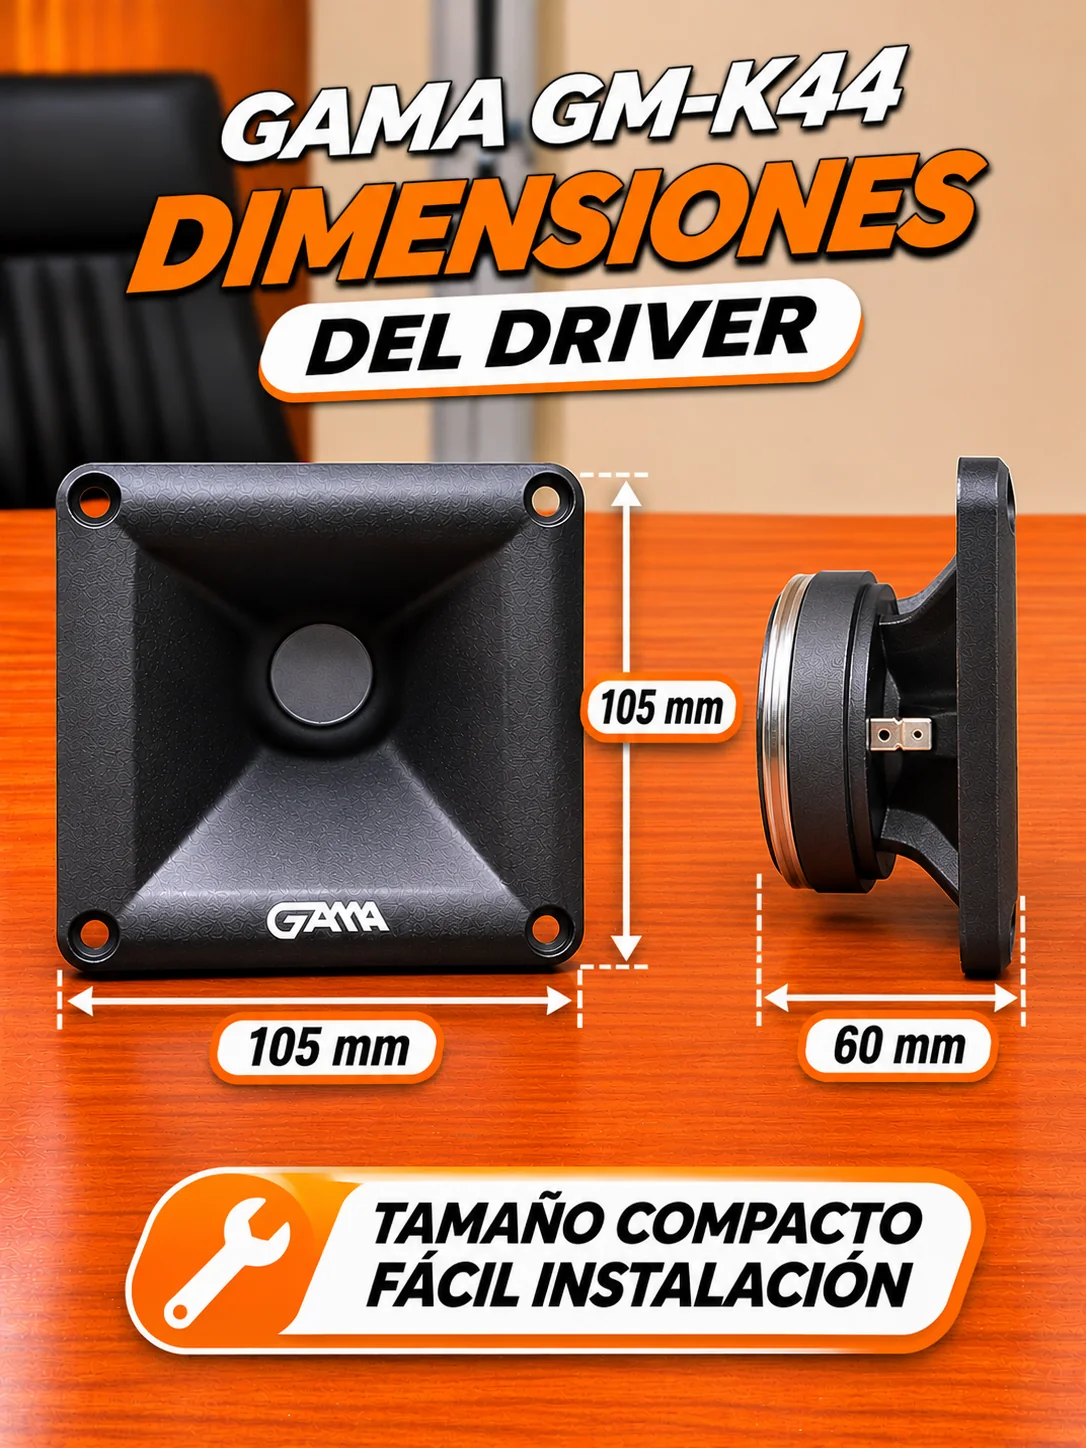 GAMA GM-K44
DIMENSIONES
DEL DRIVER
105 mm
GAMA
105 mm
60 mm
TAMAÑO COMPACTO
FÁCIL INSTALACIÓN